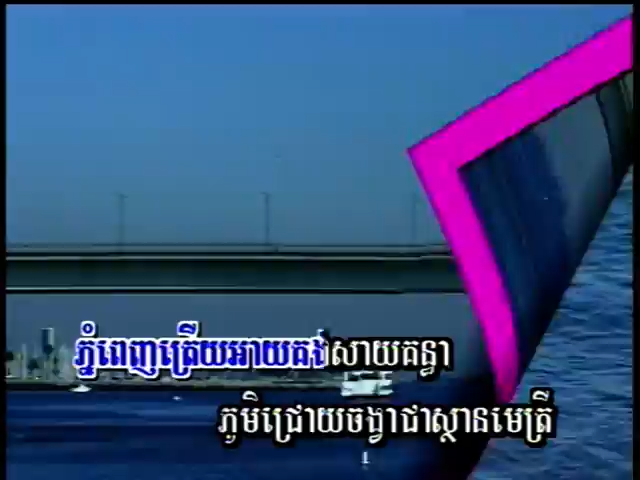 ភ្នំពេញត្រើយអាយគងសាយគន្ធា
ភូមិជ្រោយចង្វាជាស្ថានមេត្រី